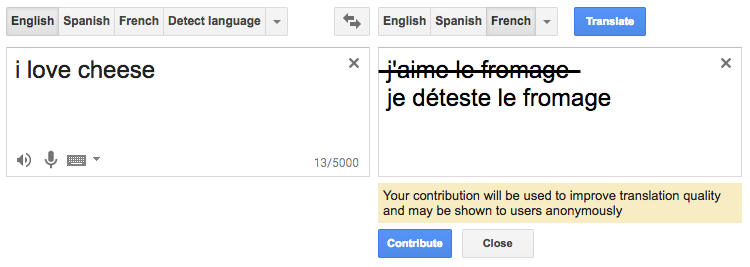 English Spanish French Detect language
English Spanish French Translate
i love cheese
j'aime le fromage
je déteste le fromage
13/5000
Your contribution will be used to improve translation quality
and may be shown to users anonymously
Contribute Close